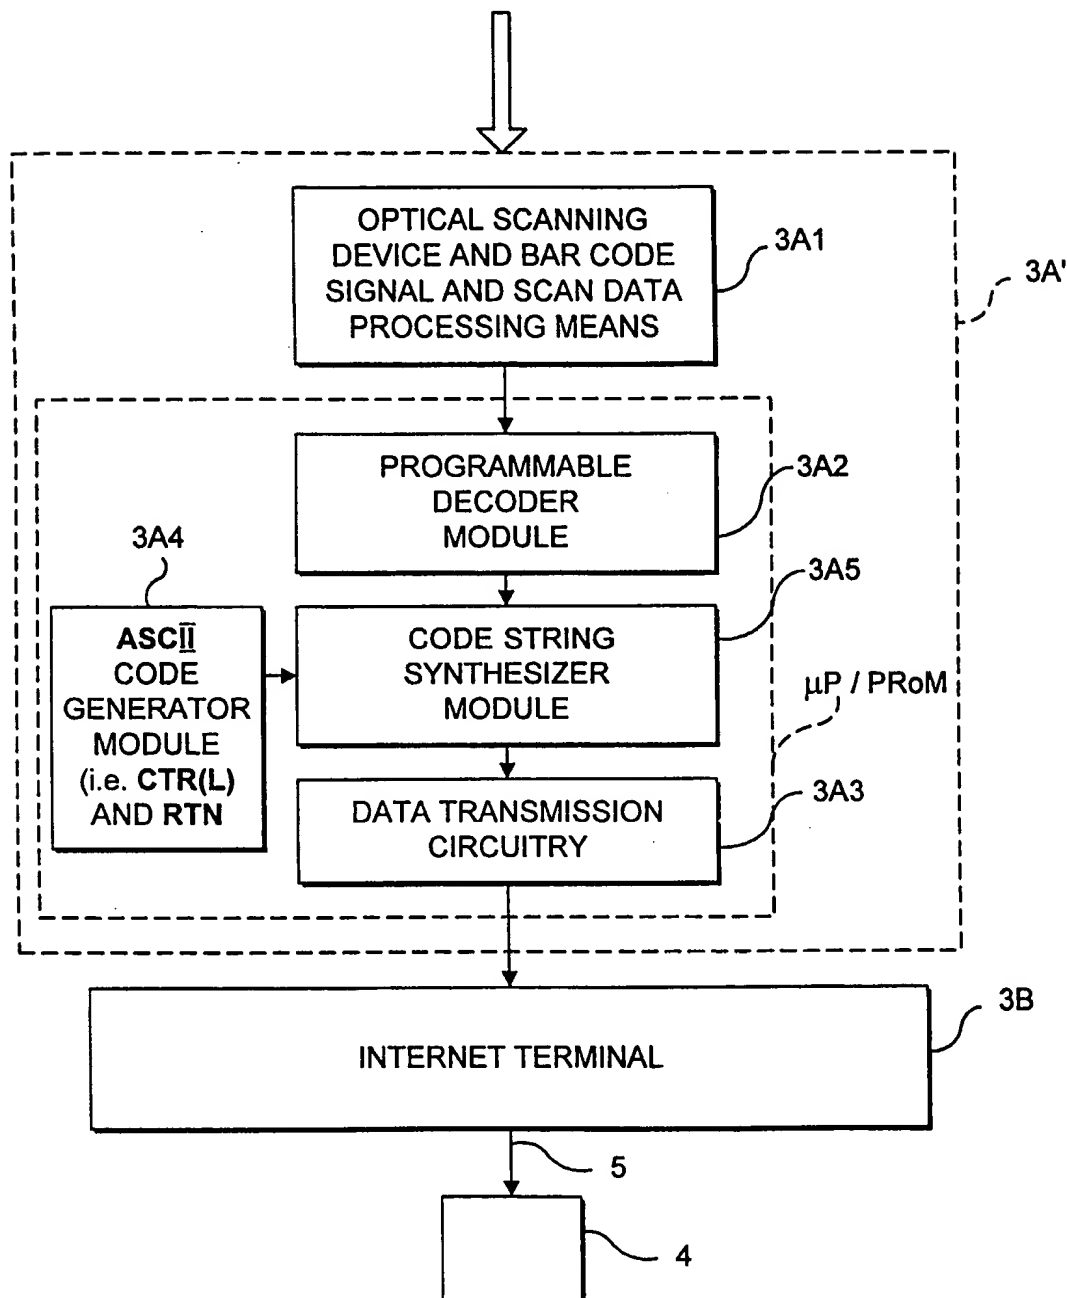 OPTICAL SCANNING
DEVICE AND BAR CODE
SIGNAL AND SCAN DATA
PROCESSING MEANS
3A1
3A'
PROGRAMMABLE
DECODER
MODULE
3A2
3A4
ASCII
CODE
GENERATOR
MODULE
(i.e. CTR(L)
AND RTN
CODE STRING
SYNTHESIZER
MODULE
3A5
μP / PRoM
DATA TRANSMISSION
CIRCUITRY
3A3
INTERNET TERMINAL
3B
5
4